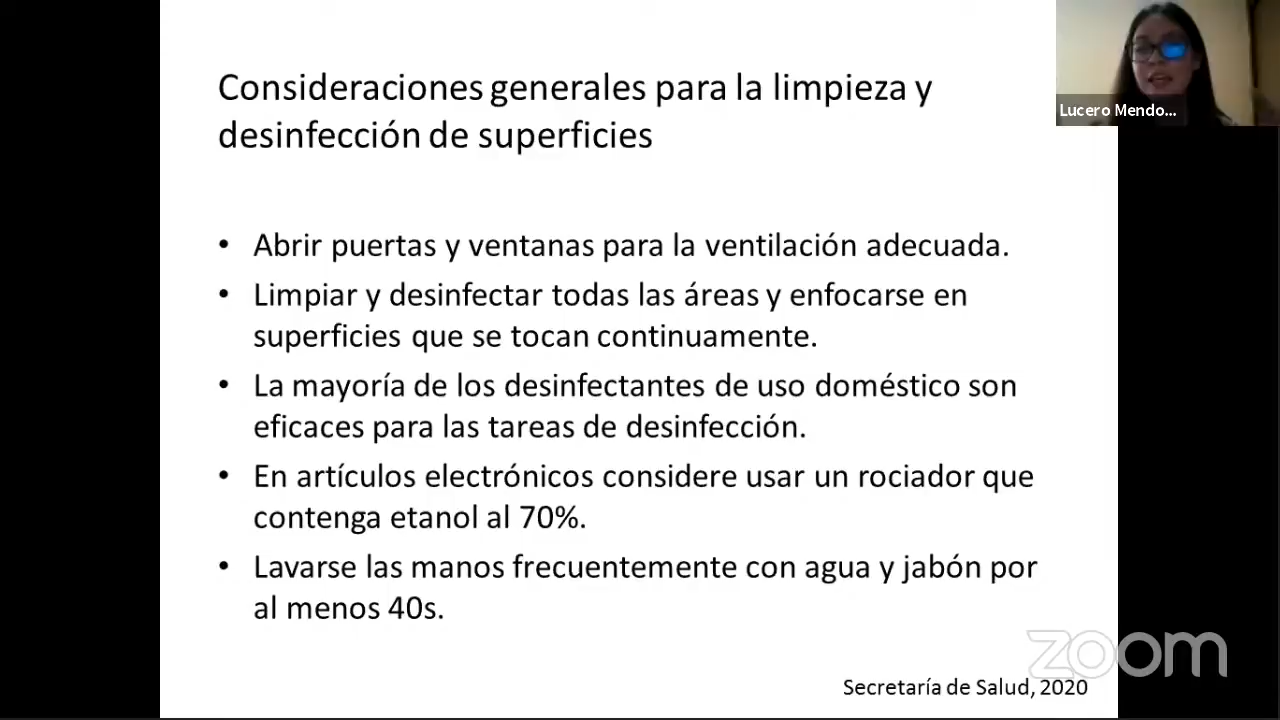 Consideraciones generales para la limpieza y
desinfección de superficies
Lucero Mendo...
• Abrir puertas y ventanas para la ventilación adecuada.
• Limpiar y desinfectar todas las áreas y enfocarse en
superficies que se tocan continuamente.
• La mayoría de los desinfectantes de uso doméstico son
eficaces para las tareas de desinfección.
• En artículos electrónicos considere usar un rociador que
contenga etanol al 70%.
• Lavarse las manos frecuentemente con agua y jabón por
al menos 40s.
zoom
Secretaría de Salud, 2020